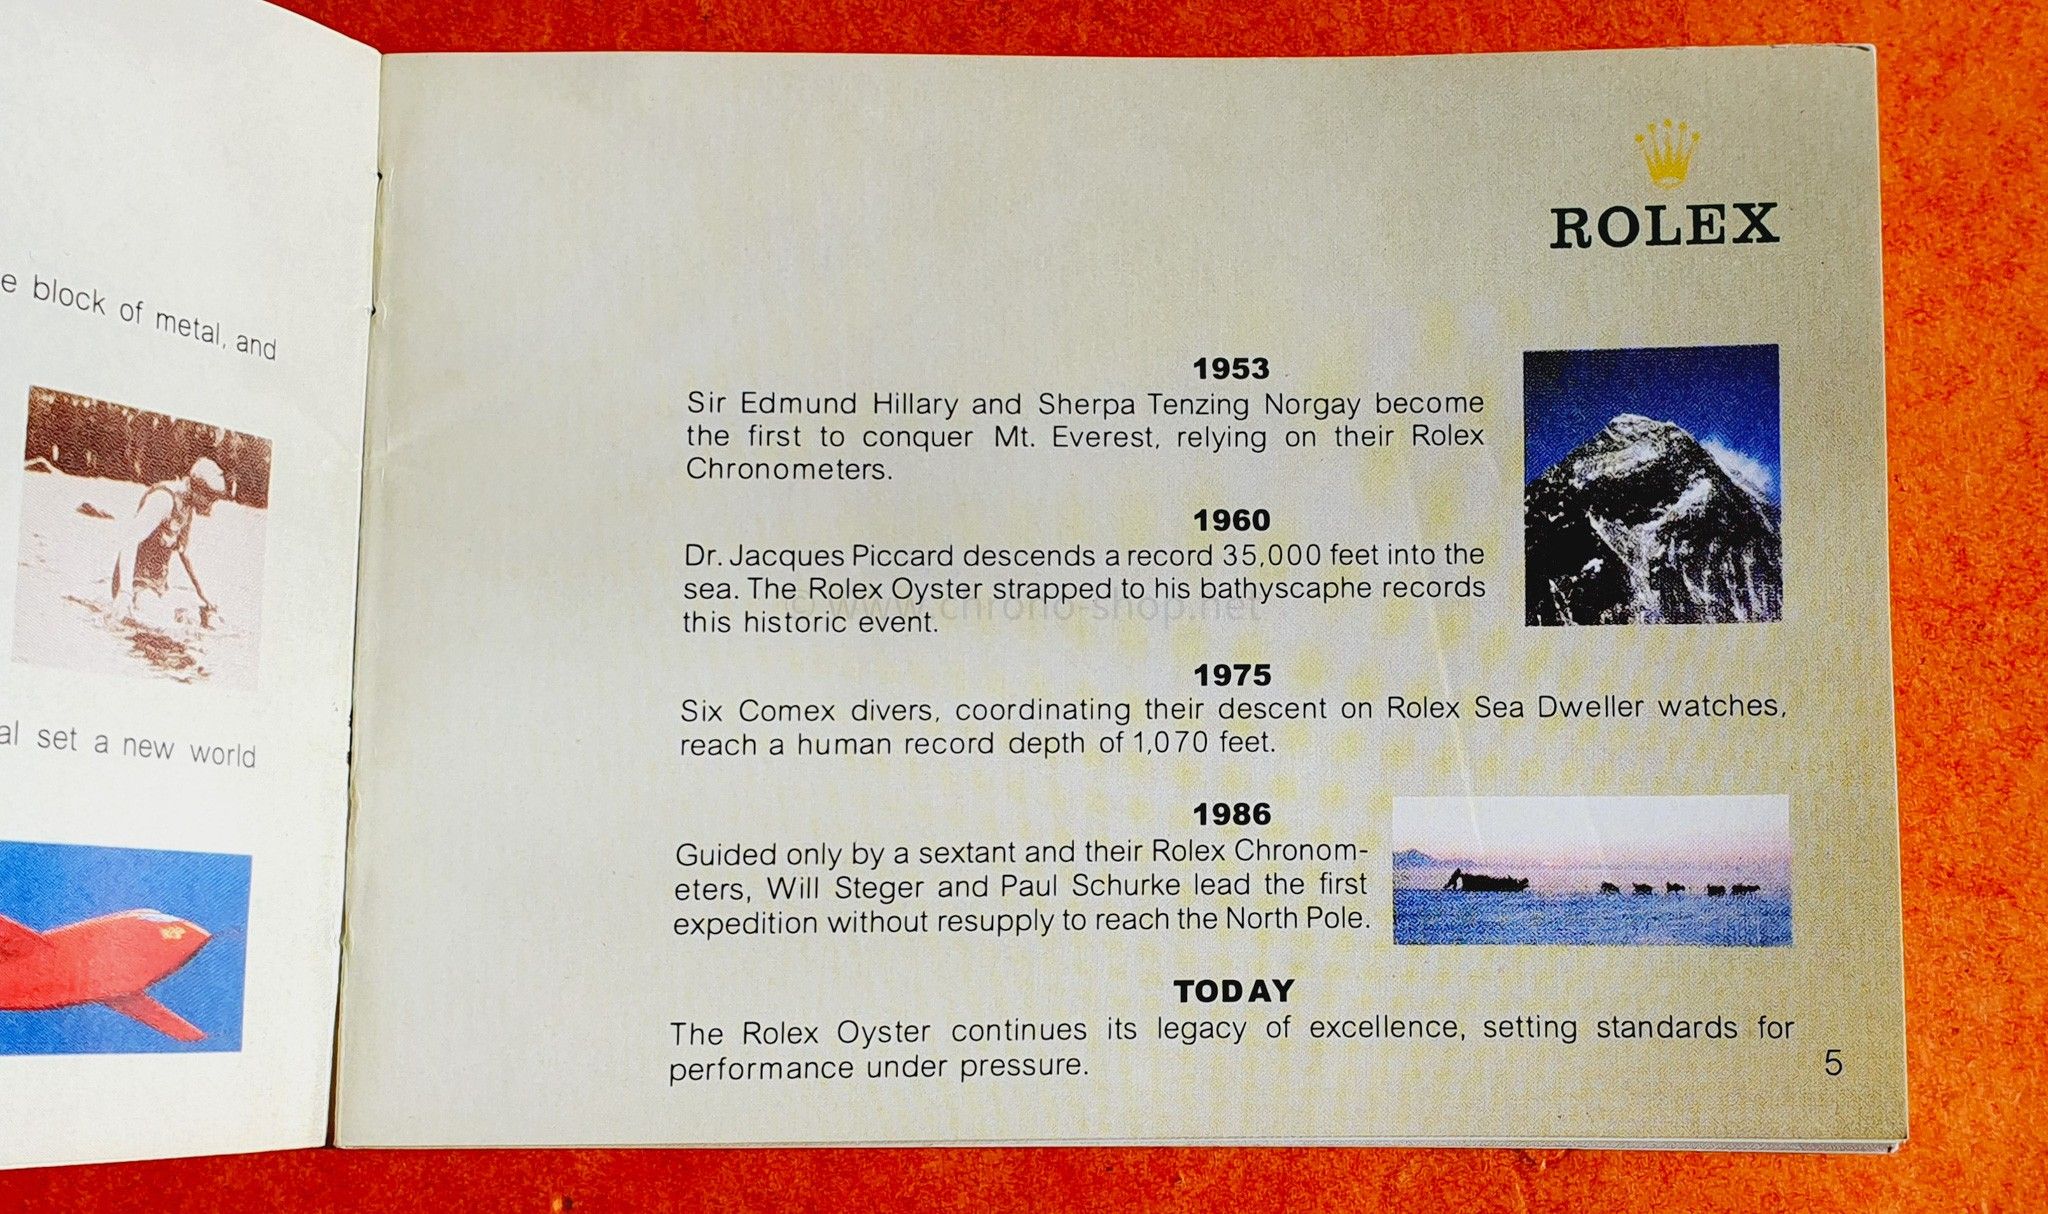 e block of metal, and
al set a new world
ROLEX
1953
Sir Edmund Hillary and Sherpa Tenzing Norgay become
the first to conquer Mt. Everest, relying on their Rolex
Chronometers.
1960
Dr. Jacques Piccard descends a record 35,000 feet into the
sea. The Rolex Oyster strapped to his bathyscaphe records
this historic event.
© www.chrono-shop.net
1975
Six Comex divers, coordinating their descent on Rolex Sea Dweller watches,
reach a human record depth of 1,070 feet.
1986
Guided only by a sextant and their Rolex Chronom-
eters, Will Steger and Paul Schurke lead the first
expedition without resupply to reach the North Pole.
TODAY
The Rolex Oyster continues its legacy of excellence, setting standards for
performance under pressure.
5